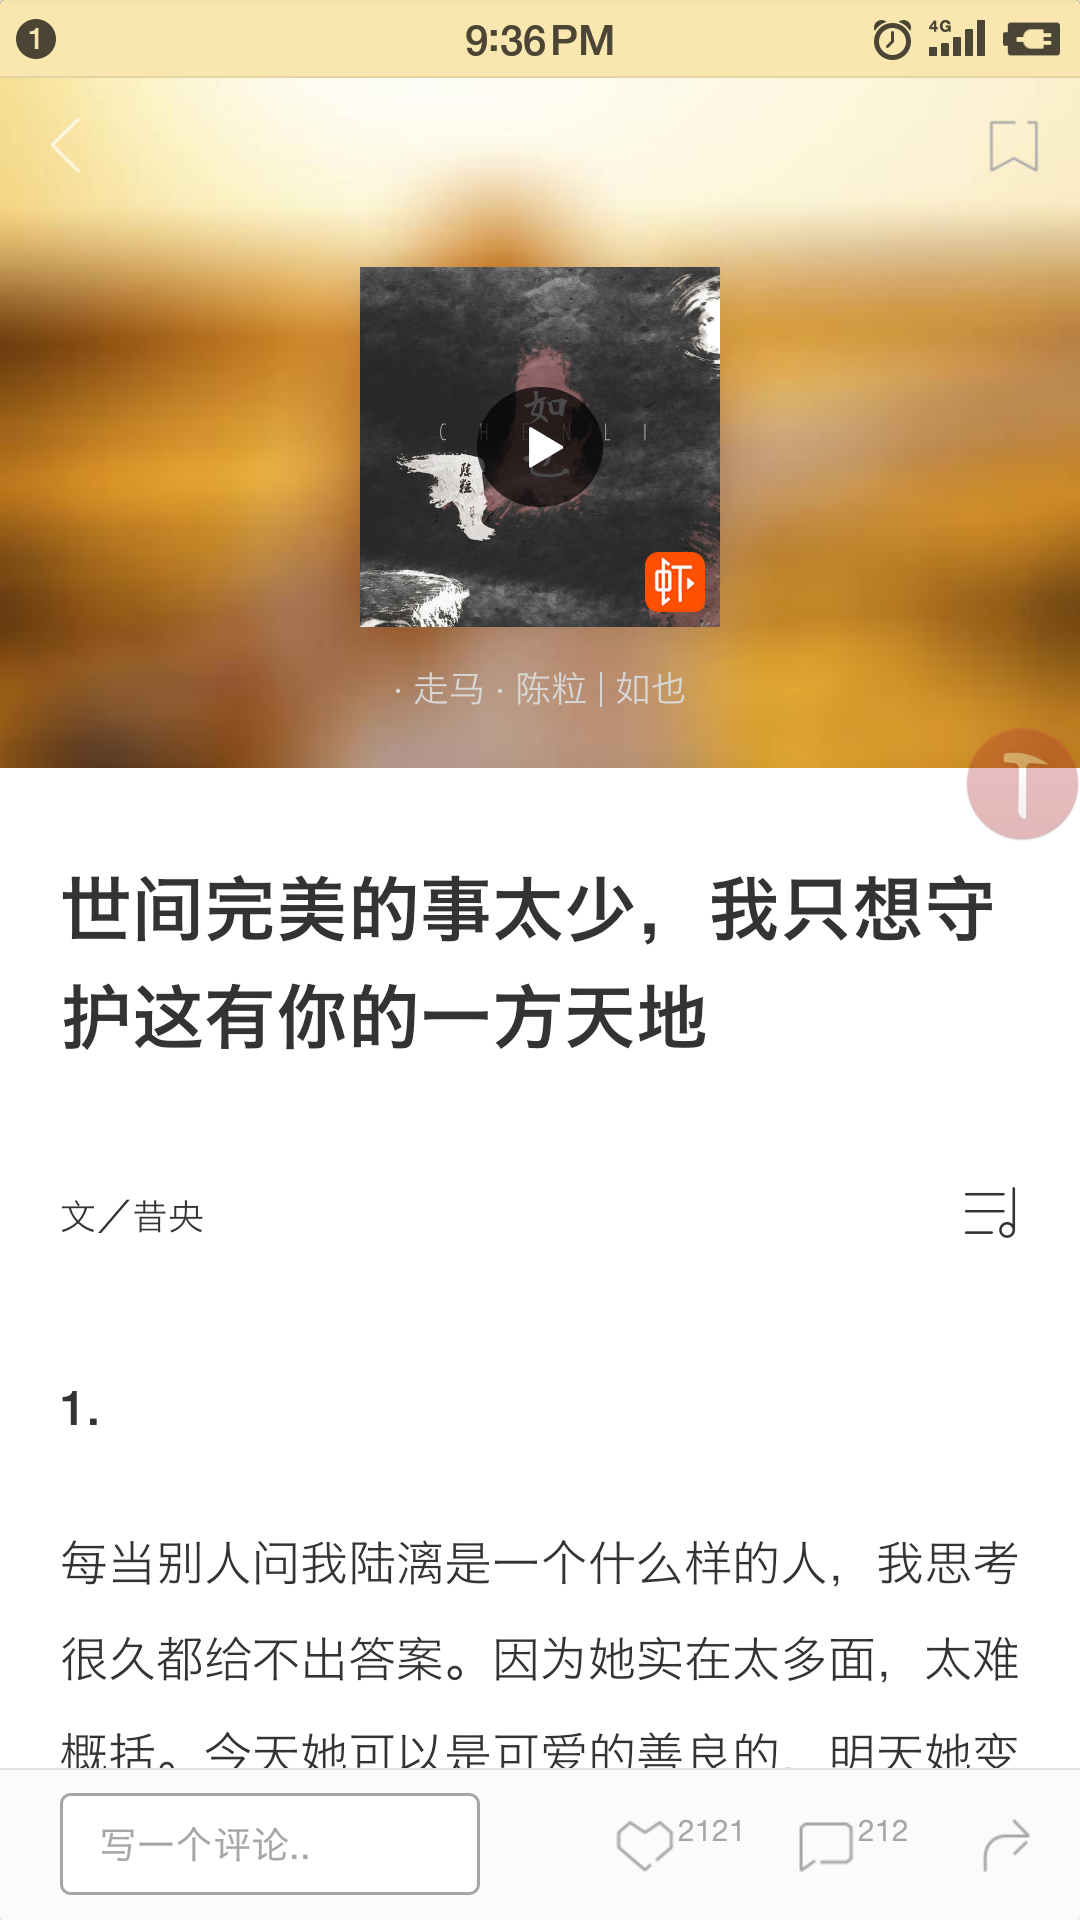 1
9:36PM
4G
如
CHENLI
也
陈粒
虾
· 走马 · 陈粒 | 如也
世间完美的事太少，我只想守
护这有你的一方天地
文／昔央
1.
每当别人问我陆漓是一个什么样的人，我思考
很久都给不出答案。因为她实在太多面，太难
概括。今天她可以是可爱的善良的，明天她变
写一个评论..
2121
212